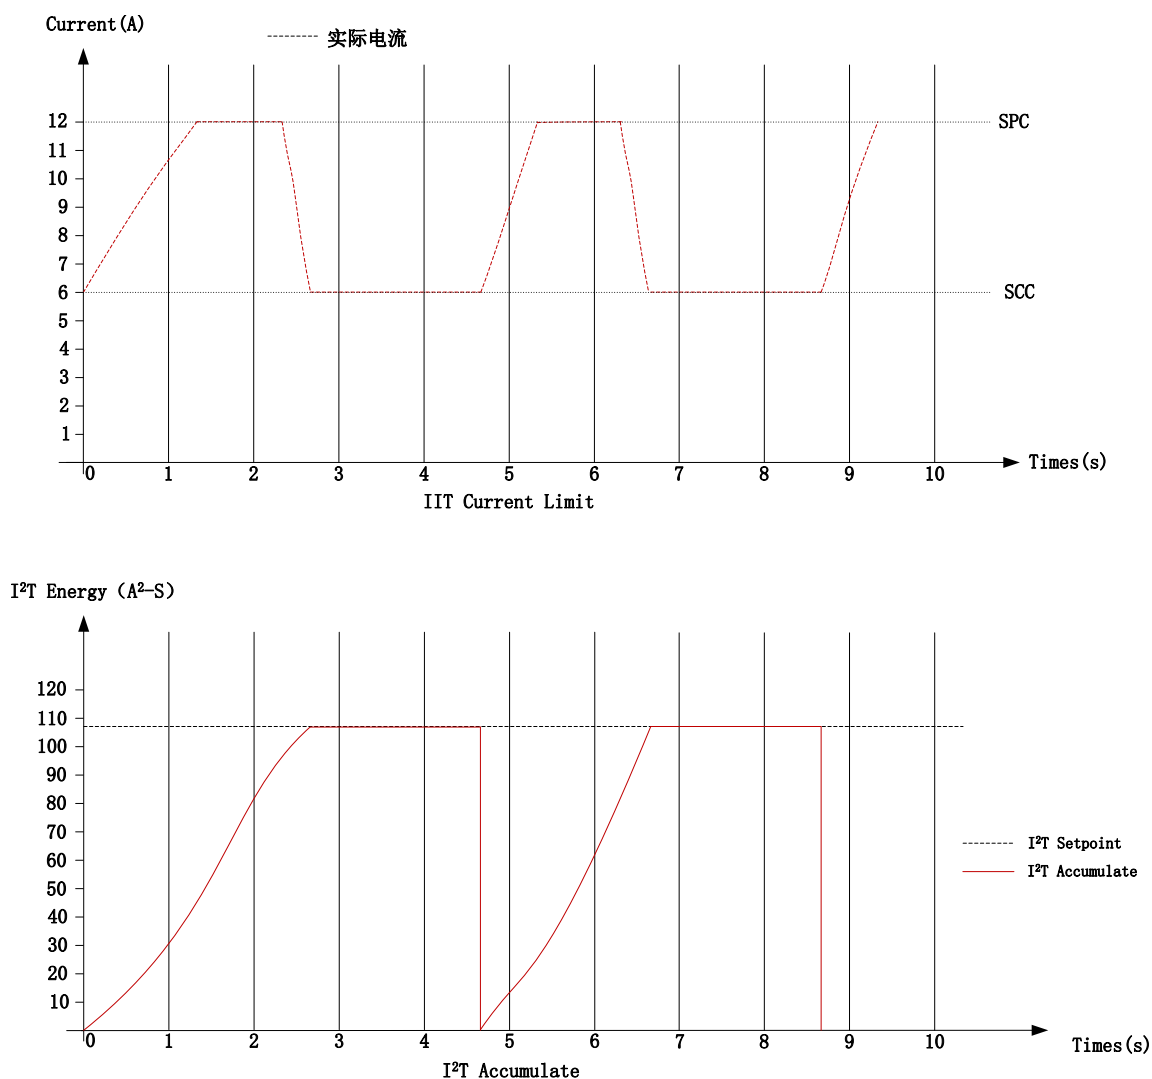 Current(A)
实际电流
12
SPC
11
10
9
8
7
6
SCC
5
4
3
2
1
0 1 2 3 4 5 6 7 8 9 10
Times(s)
IIT Current Limit
I²T Energy（A²—S）
120
110
100
90
80
70
60
50
40
30
20
10
I²T Setpoint
I²T Accumulate
0 1 2 3 4 5 6 7 8 9 10
Times(s)
I²T Accumulate